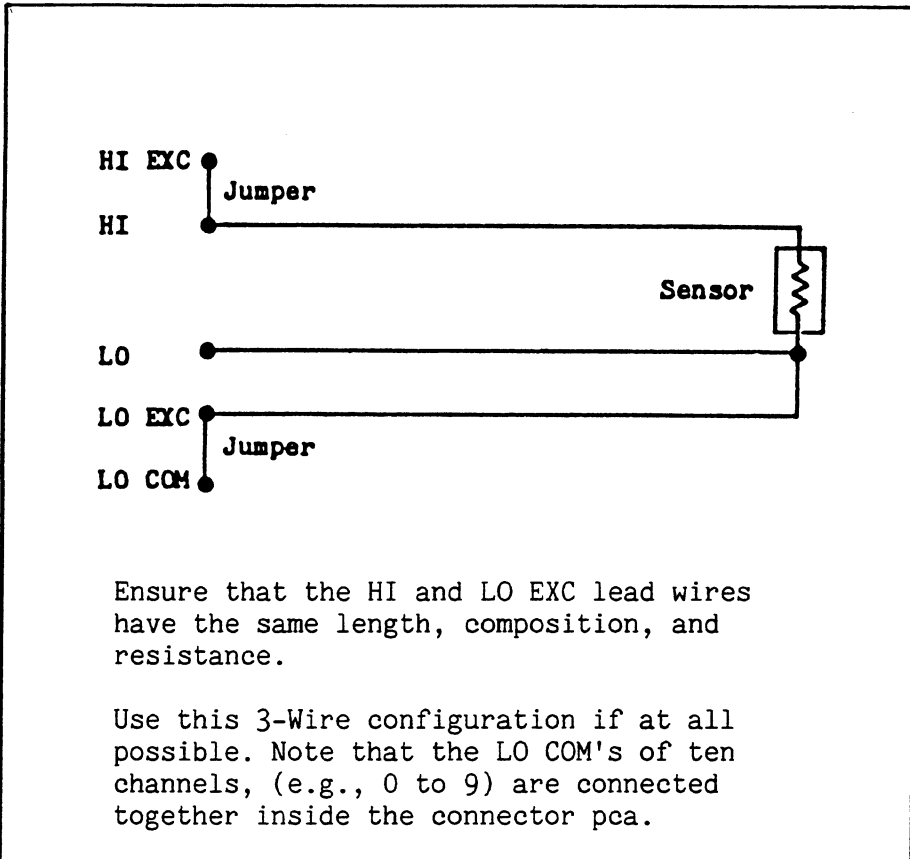 HI EXC
Jumper
HI
Sensor
LO
LO EXC
Jumper
LO COM
Ensure that the HI and LO EXC lead wires
have the same length, composition, and
resistance.
Use this 3-Wire configuration if at all
possible. Note that the LO COM's of ten
channels, (e.g., 0 to 9) are connected
together inside the connector pca.